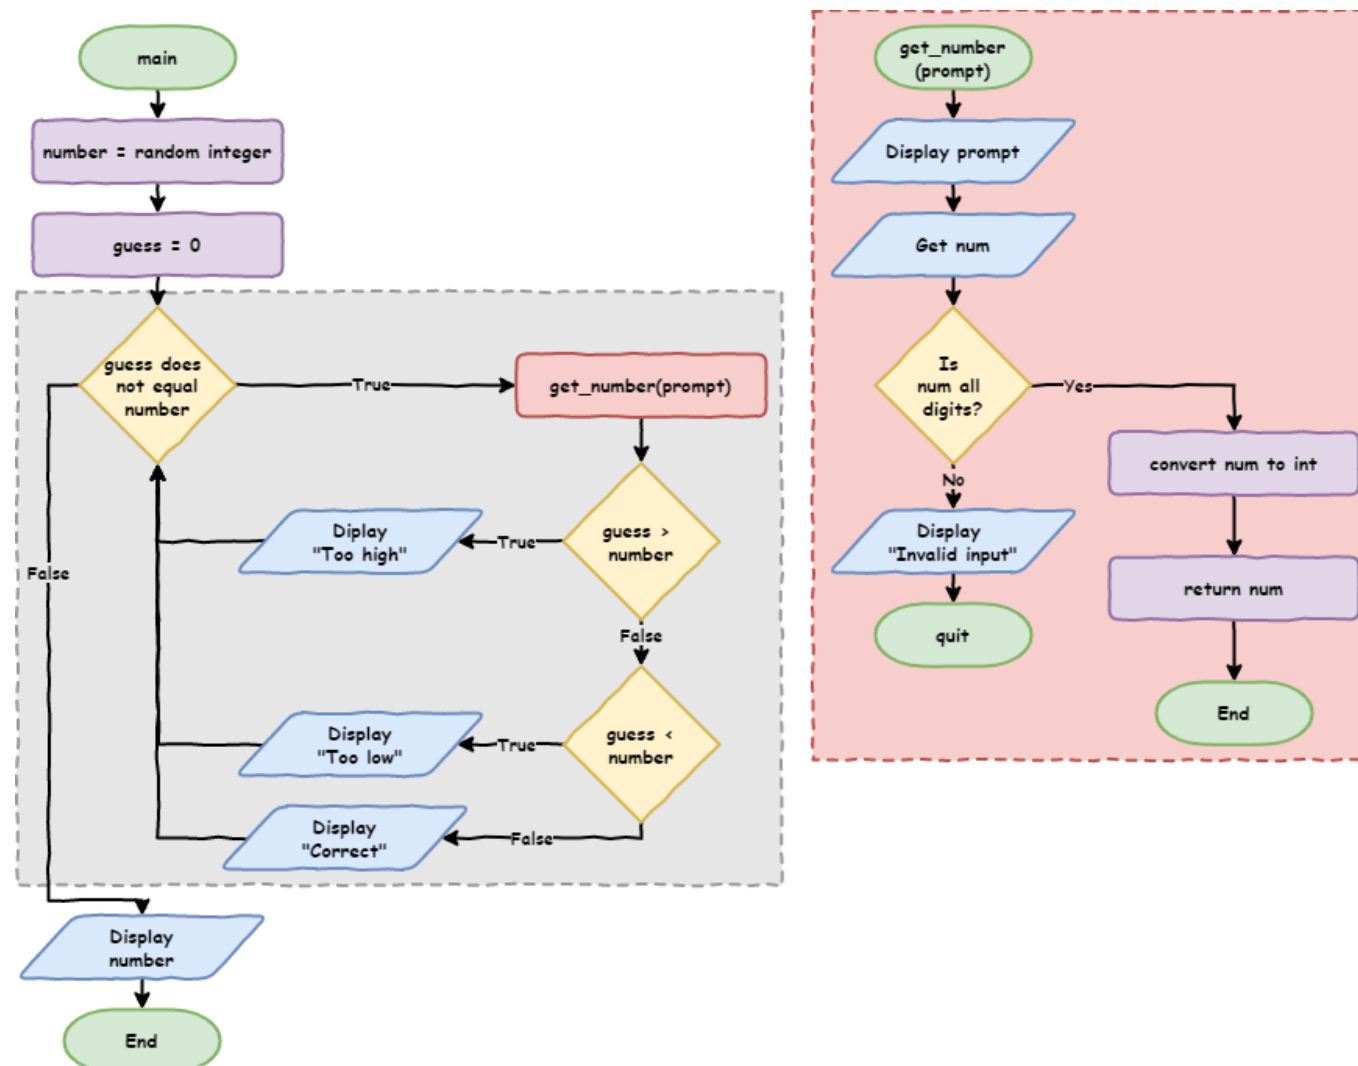 main
number = random integer
guess = 0
guess does
not equal
number
True
get_number(prompt)
guess >
number
True
Diplay
"Too high"
False
False
guess <
number
True
Display
"Too low"
False
Display
"Correct"
Display
number
End
get_number
(prompt)
Display prompt
Get num
Is
num all
digits?
Yes
convert num to int
No
Display
"Invalid input"
return num
quit
End